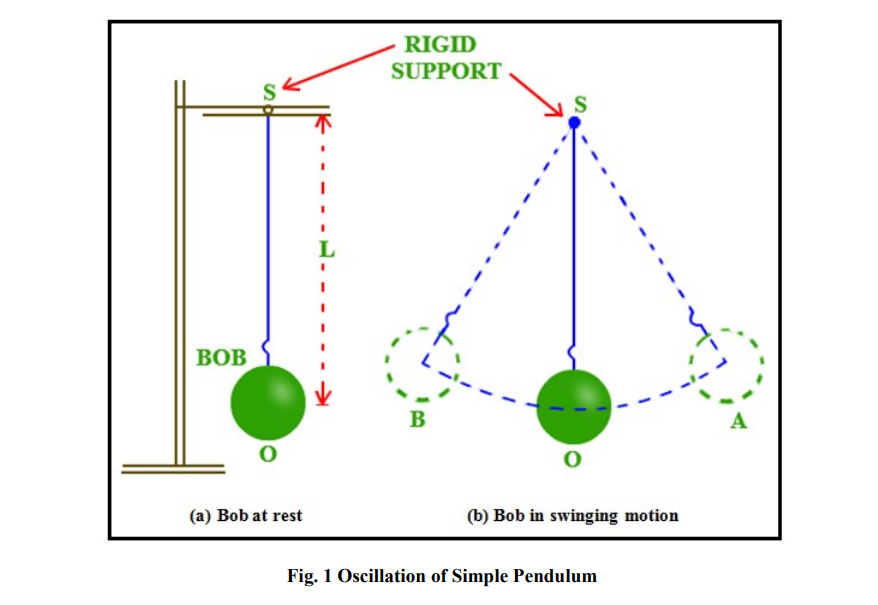 RIGID
SUPPORT
S
S
L
BOB
O
B
A
O
(a) Bob at rest
(b) Bob in swinging motion
Fig. 1 Oscillation of Simple Pendulum